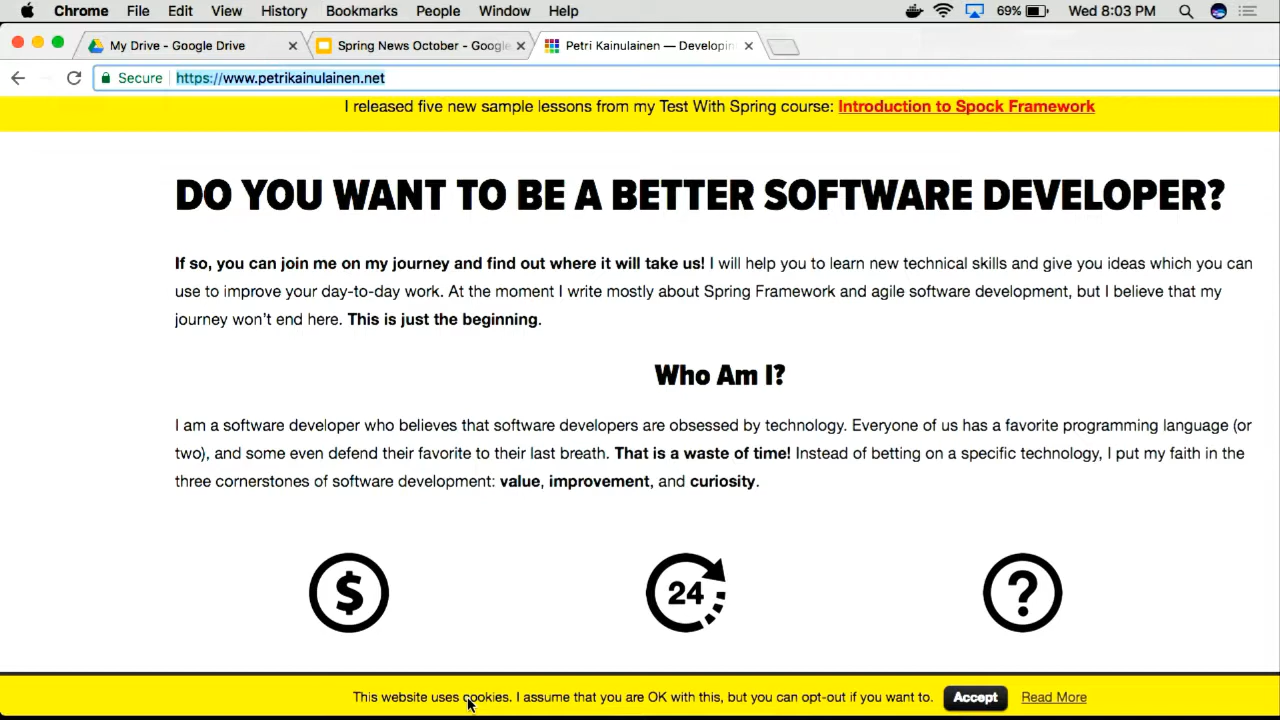 Chrome File Edit View History Bookmarks People Window Help 69% Wed 8:03 PM
My Drive - Google Drive Spring News October - Google Petri Kainulainen — Developin
Secure https://www.petrikainulainen.net
I released five new sample lessons from my Test With Spring course: Introduction to Spock Framework
DO YOU WANT TO BE A BETTER SOFTWARE DEVELOPER?
If so, you can join me on my journey and find out where it will take us! I will help you to learn new technical skills and give you ideas which you can
use to improve your day-to-day work. At the moment I write mostly about Spring Framework and agile software development, but I believe that my
journey won't end here. This is just the beginning.
Who Am I?
I am a software developer who believes that software developers are obsessed by technology. Everyone of us has a favorite programming language (or
two), and some even defend their favorite to their last breath. That is a waste of time! Instead of betting on a specific technology, I put my faith in the
three cornerstones of software development: value, improvement, and curiosity.
$ 24 ?
This website uses cookies. I assume that you are OK with this, but you can opt-out if you want to. Accept Read More